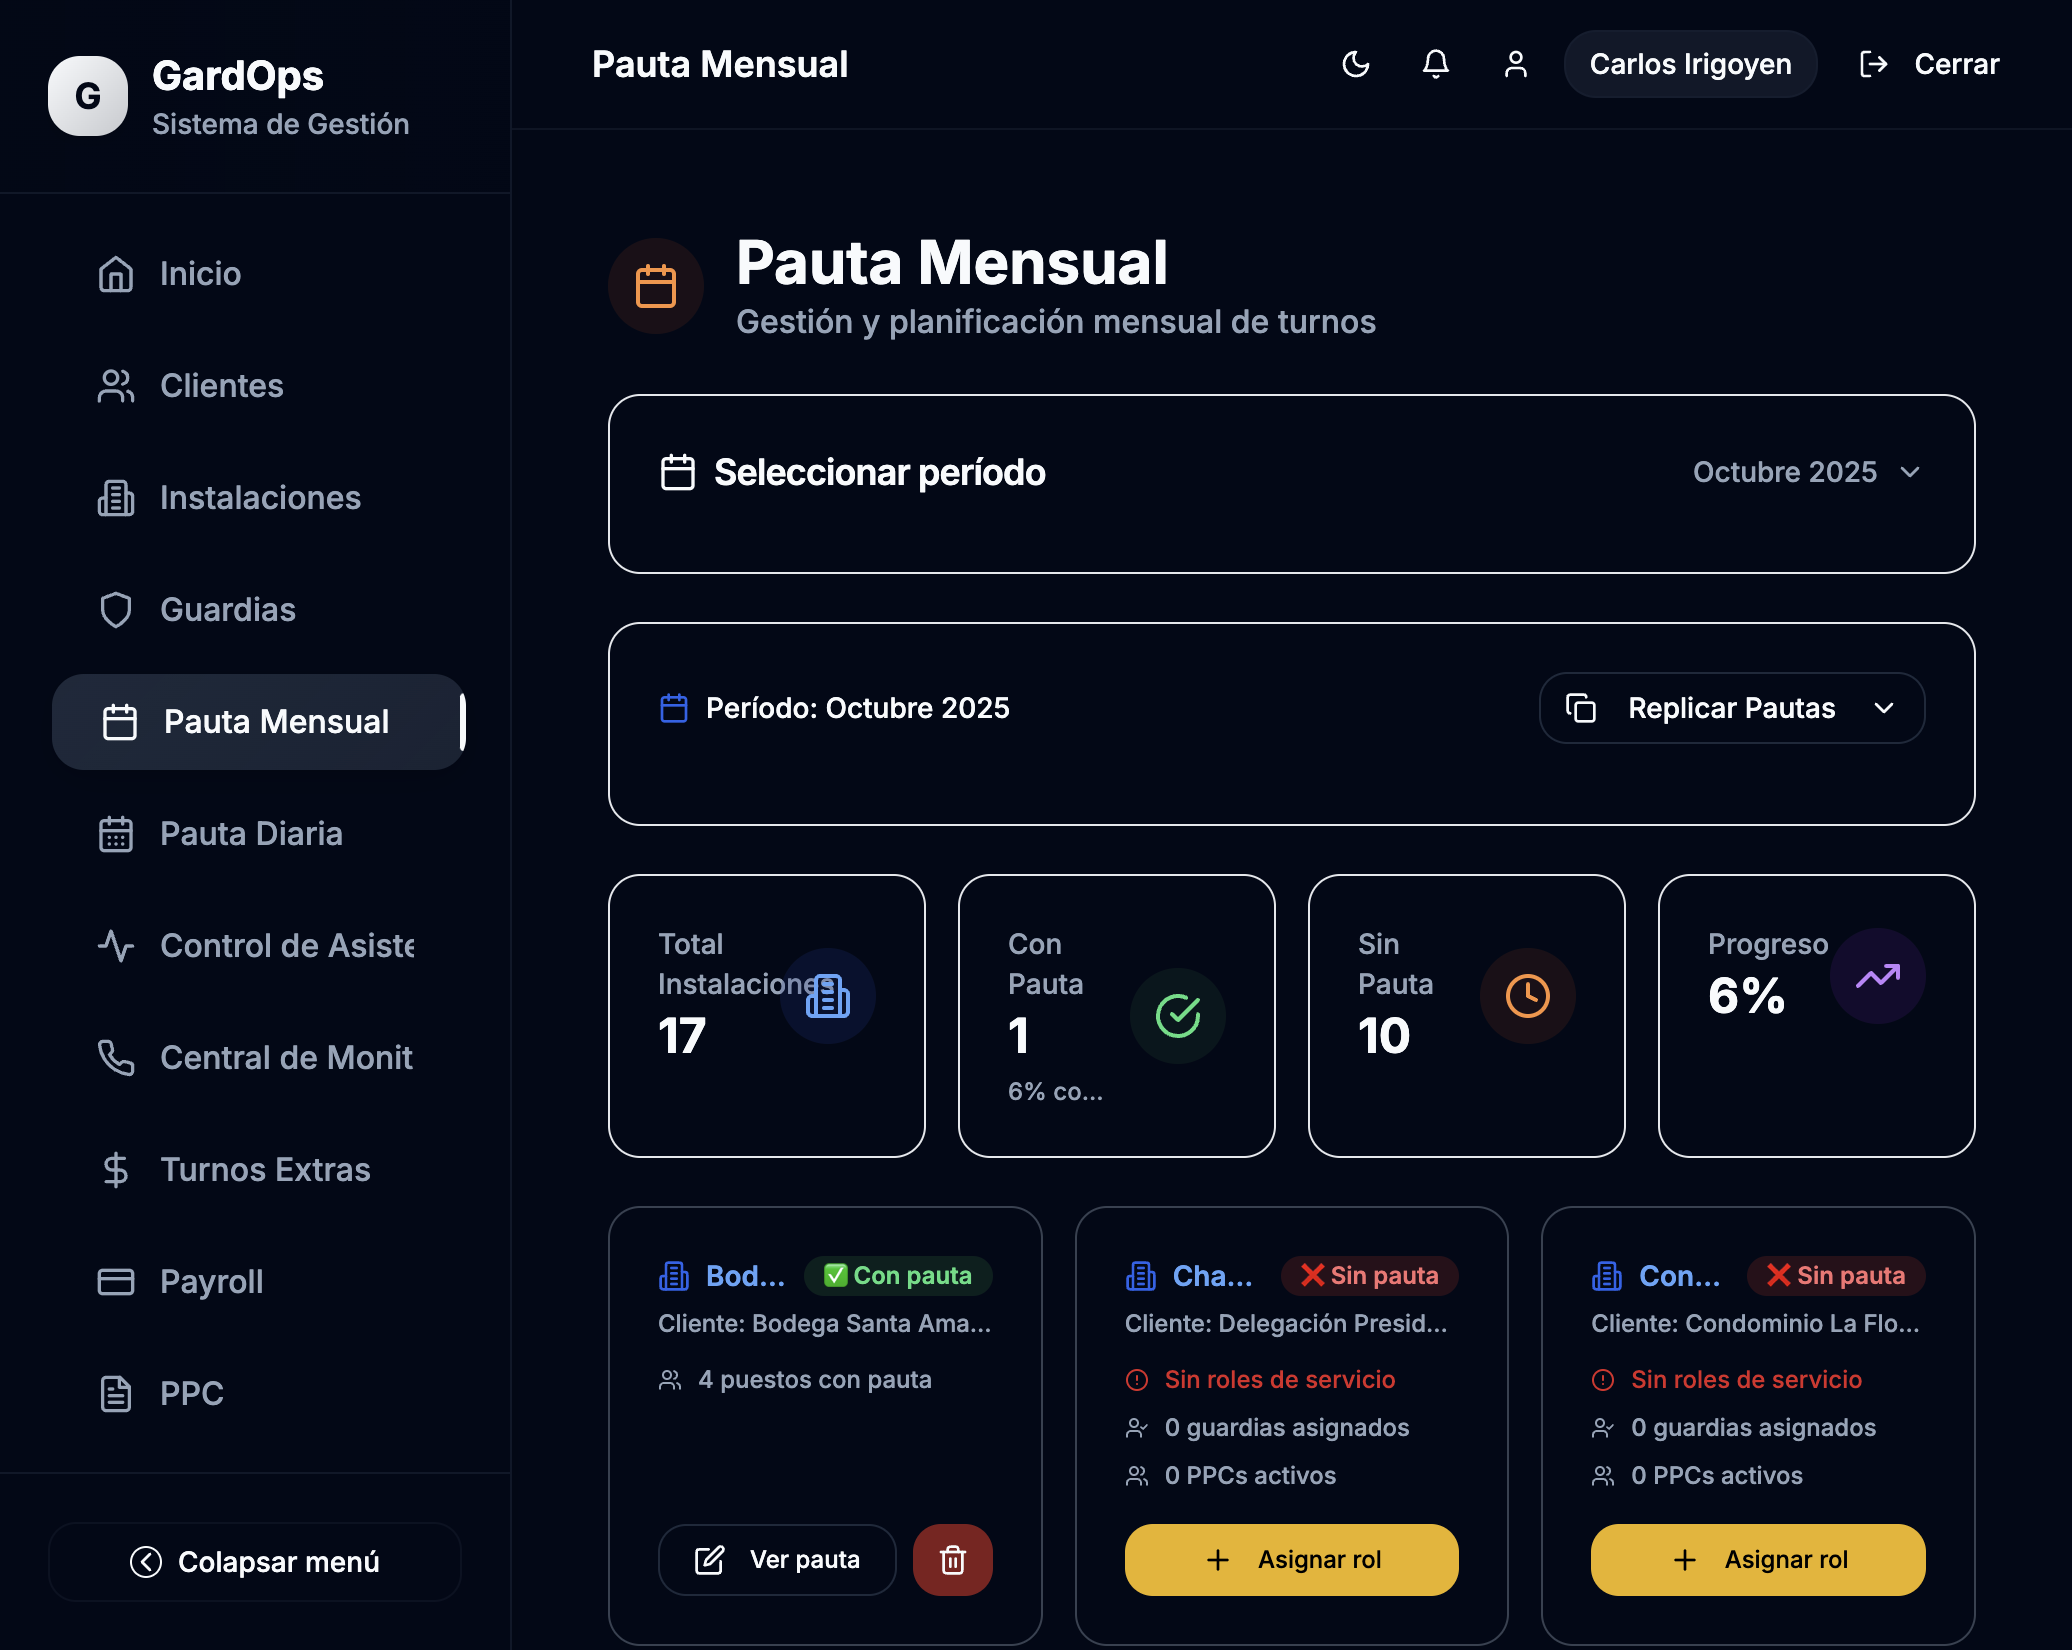 G
GardOps
Sistema de Gestión
Inicio
Clientes
Instalaciones
Guardias
Pauta Mensual
Pauta Diaria
Control de Asiste
Central de Monit
Turnos Extras
Payroll
PPC
Colapsar menú
Pauta Mensual
Carlos Irigoyen
Cerrar
Pauta Mensual
Gestión y planificación mensual de turnos
Seleccionar período
Octubre 2025
Período: Octubre 2025
Replicar Pautas
Total
Instalaciones
17
Con
Pauta
1
6% co...
Sin
Pauta
10
Progreso
6%
Bod...
✅ Con pauta
Cliente: Bodega Santa Ama...
4 puestos con pauta
Ver pauta
Cha...
❌ Sin pauta
Cliente: Delegación Presid...
Sin roles de servicio
0 guardias asignados
0 PPCs activos
Asignar rol
Con...
❌ Sin pauta
Cliente: Condominio La Flo...
Sin roles de servicio
0 guardias asignados
0 PPCs activos
Asignar rol